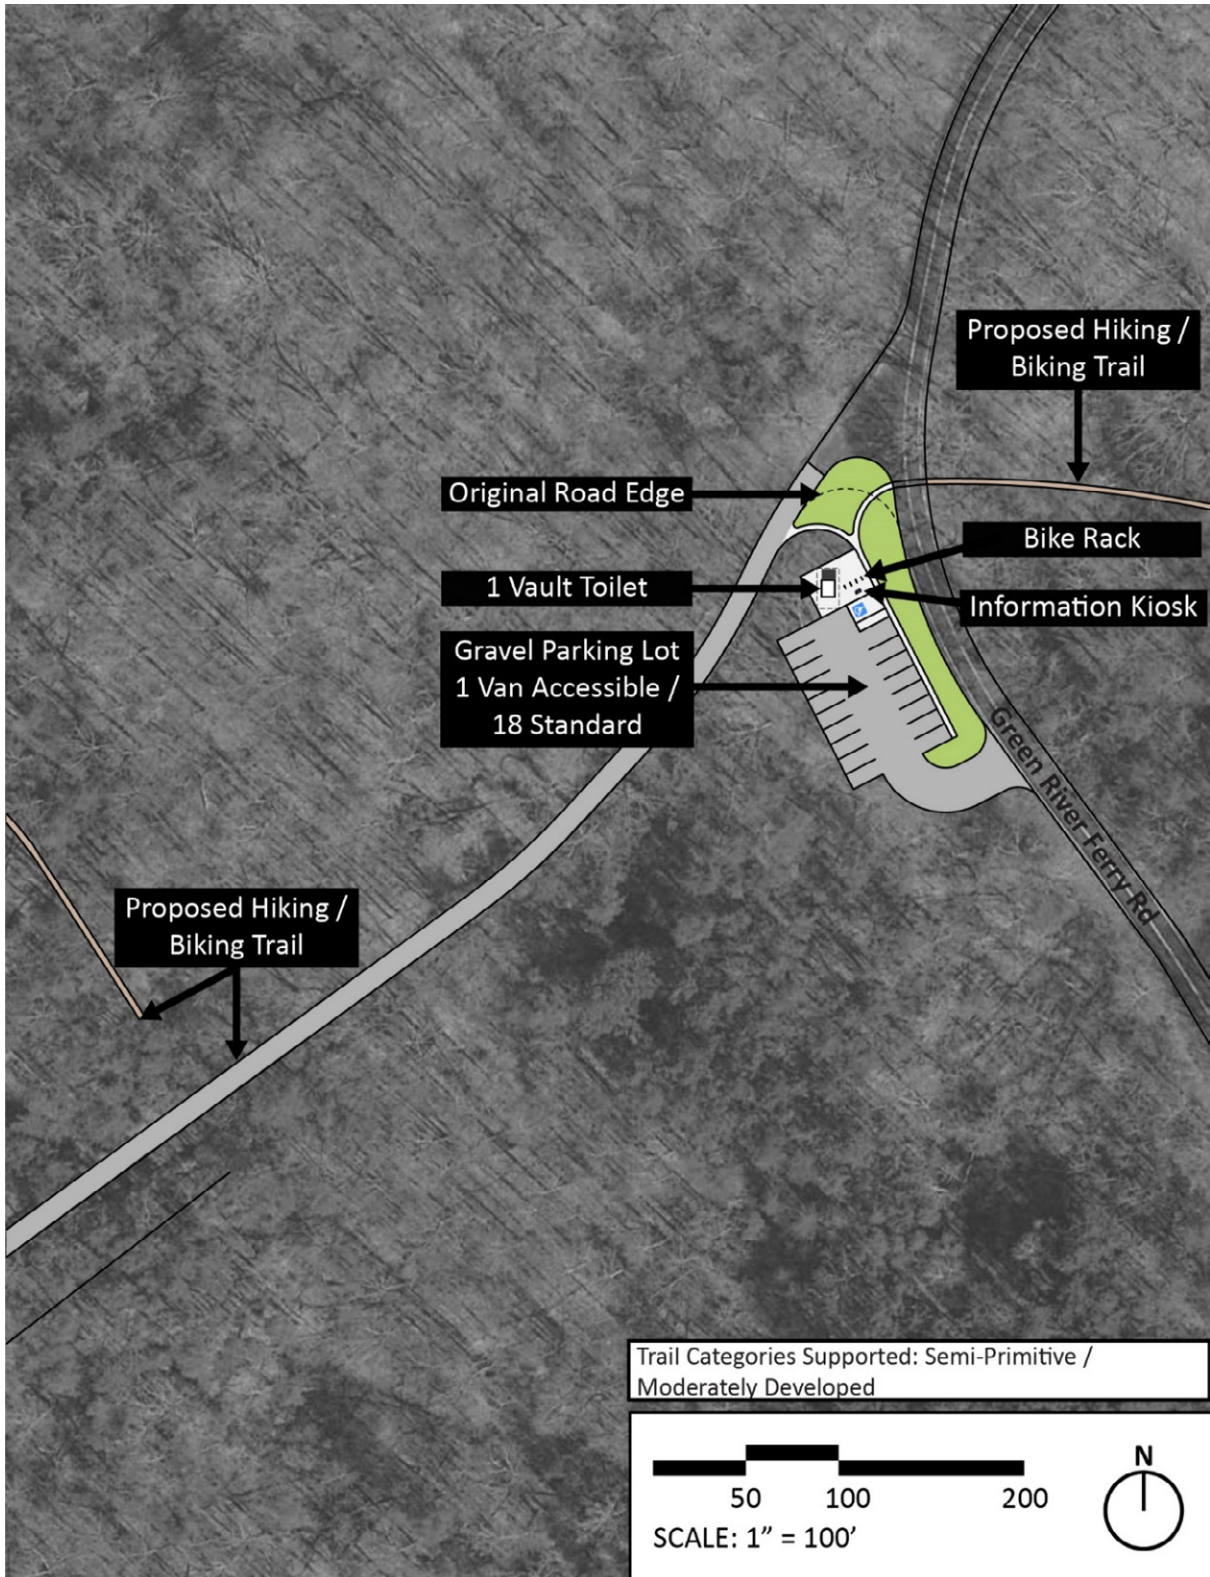 Proposed Hiking /
Biking Trail
Original Road Edge
Bike Rack
1 Vault Toilet
Information Kiosk
Gravel Parking Lot
1 Van Accessible /
18 Standard
Green River Ferry Rd
Proposed Hiking /
Biking Trail
Trail Categories Supported: Semi-Primitive /
Moderately Developed
N
50 100 200
SCALE: 1” = 100’